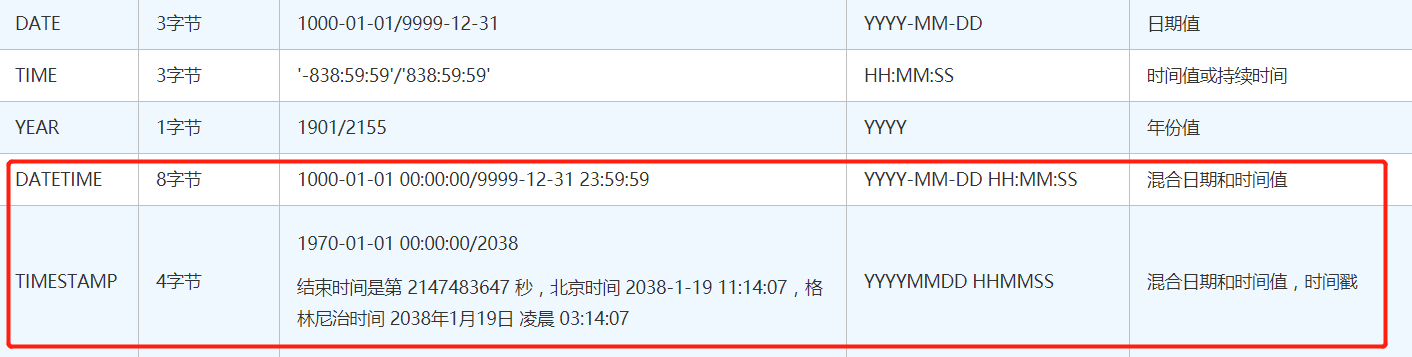 DATE 3字节 1000-01-01/9999-12-31 YYYY-MM-DD 日期值
TIME 3字节 '-838:59:59'/'838:59:59' HH:MM:SS 时间值或持续时间
YEAR 1字节 1901/2155 YYYY 年份值
DATETIME 8字节 1000-01-01 00:00:00/9999-12-31 23:59:59 YYYY-MM-DD HH:MM:SS 混合日期和时间值
1970-01-01 00:00:00/2038
TIMESTAMP 4字节 结束时间是第 2147483647 秒，北京时间 2038-1-19 11:14:07，格 YYYYMMDD HHMMSS 混合日期和时间值，时间戳
林尼治时间 2038年1月19日 凌晨 03:14:07